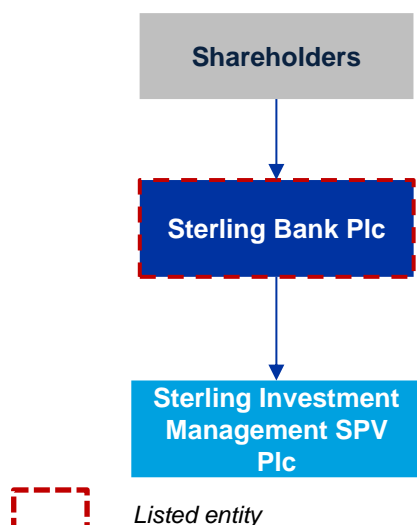 Shareholders
Sterling Bank Plc
Sterling Investment
Management SPV
Plc
Listed entity